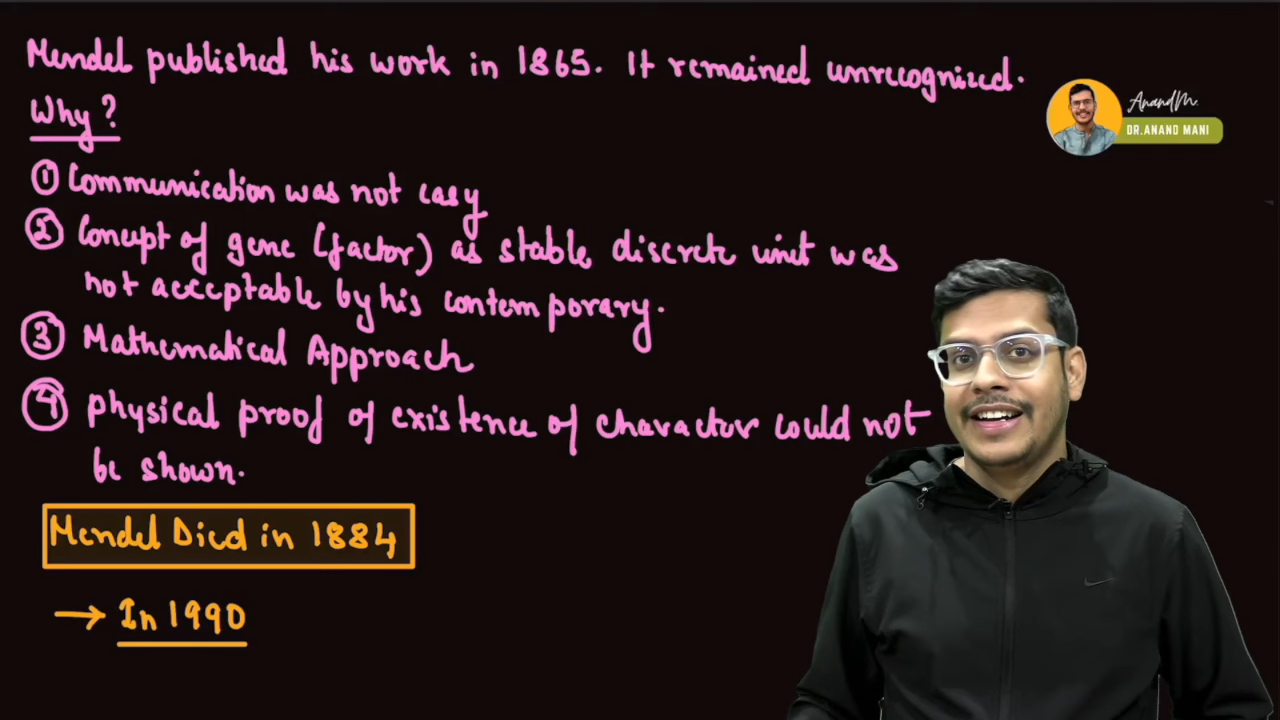 Mendel published his work in 1865. It remained unrecognized.
Why?
① Communication was not easy
② Concept of gene (factor) as stable, discrete unit was
not acceptable by his contemporary.
③ Mathematical Approach
④ physical proof of existence of charactor could not
be shown.
Mendel Died in 1884
→ In 1990
AnandM.
DR.ANAND MANI